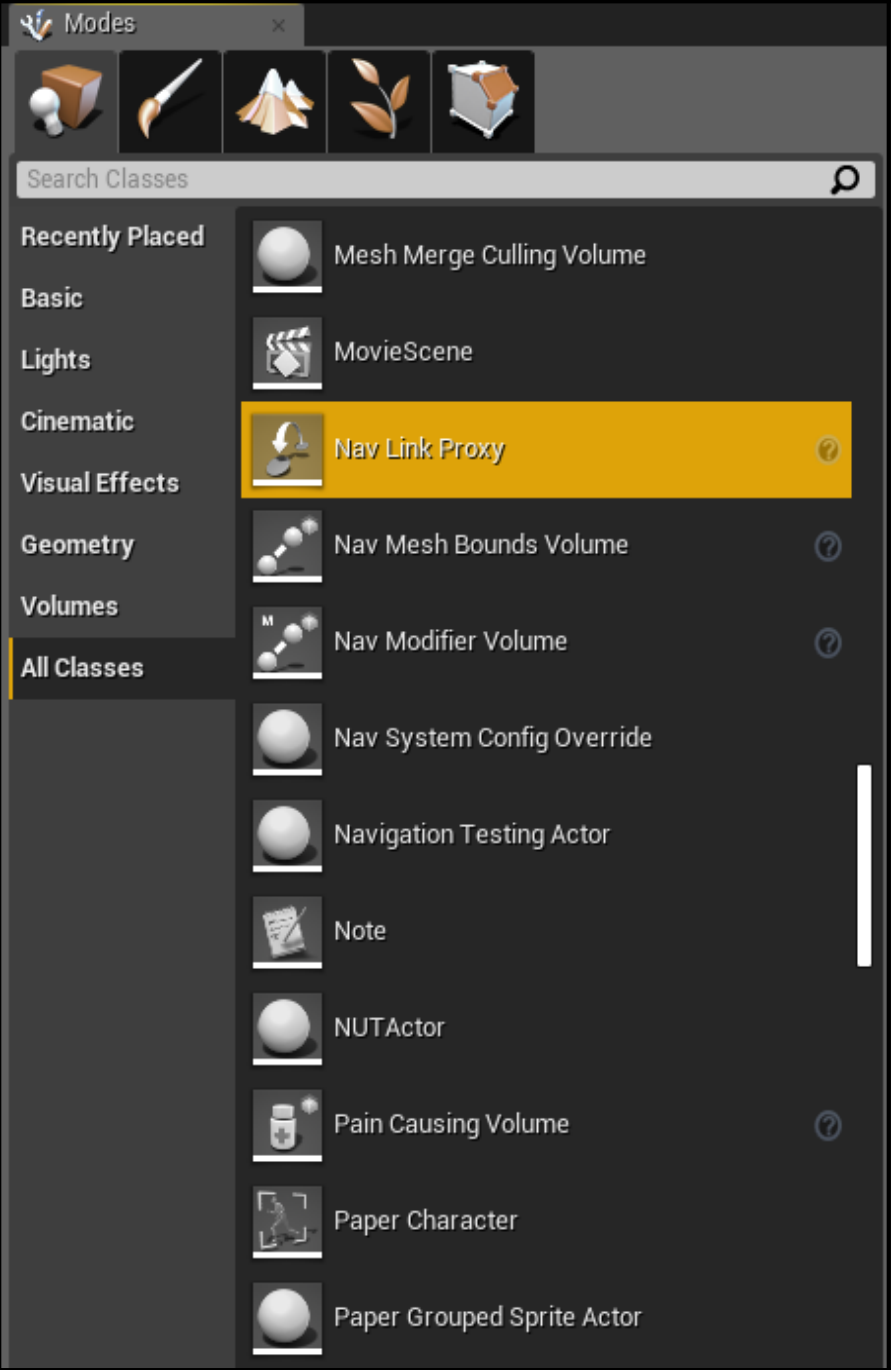 Modes
Search Classes
Recently Placed
Basic
Lights
Cinematic
Visual Effects
Geometry
Volumes
All Classes
Mesh Merge Culling Volume
MovieScene
Nav Link Proxy
?
Nav Mesh Bounds Volume
?
M
Nav Modifier Volume
?
Nav System Config Override
Navigation Testing Actor
Note
NUTActor
Pain Causing Volume
?
Paper Character
Paper Grouped Sprite Actor